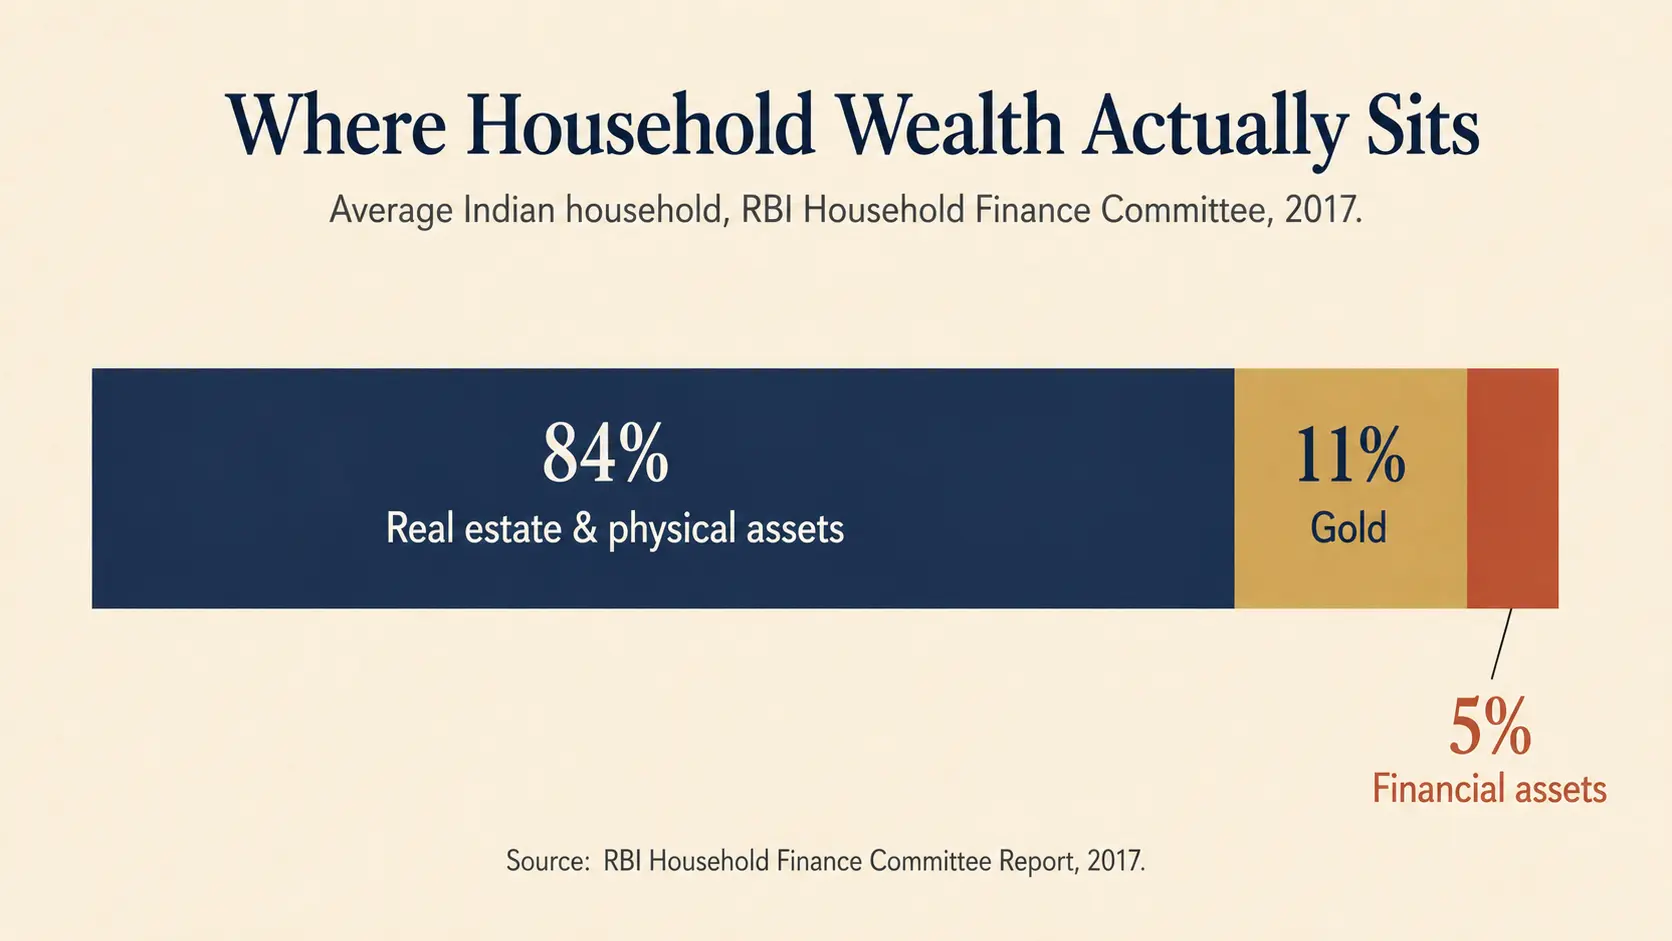 Where Household Wealth Actually Sits
Average Indian household, RBI Household Finance Committee, 2017.
84%
Real estate & physical assets
11%
Gold
5%
Financial assets
Source: RBI Household Finance Committee Report, 2017.